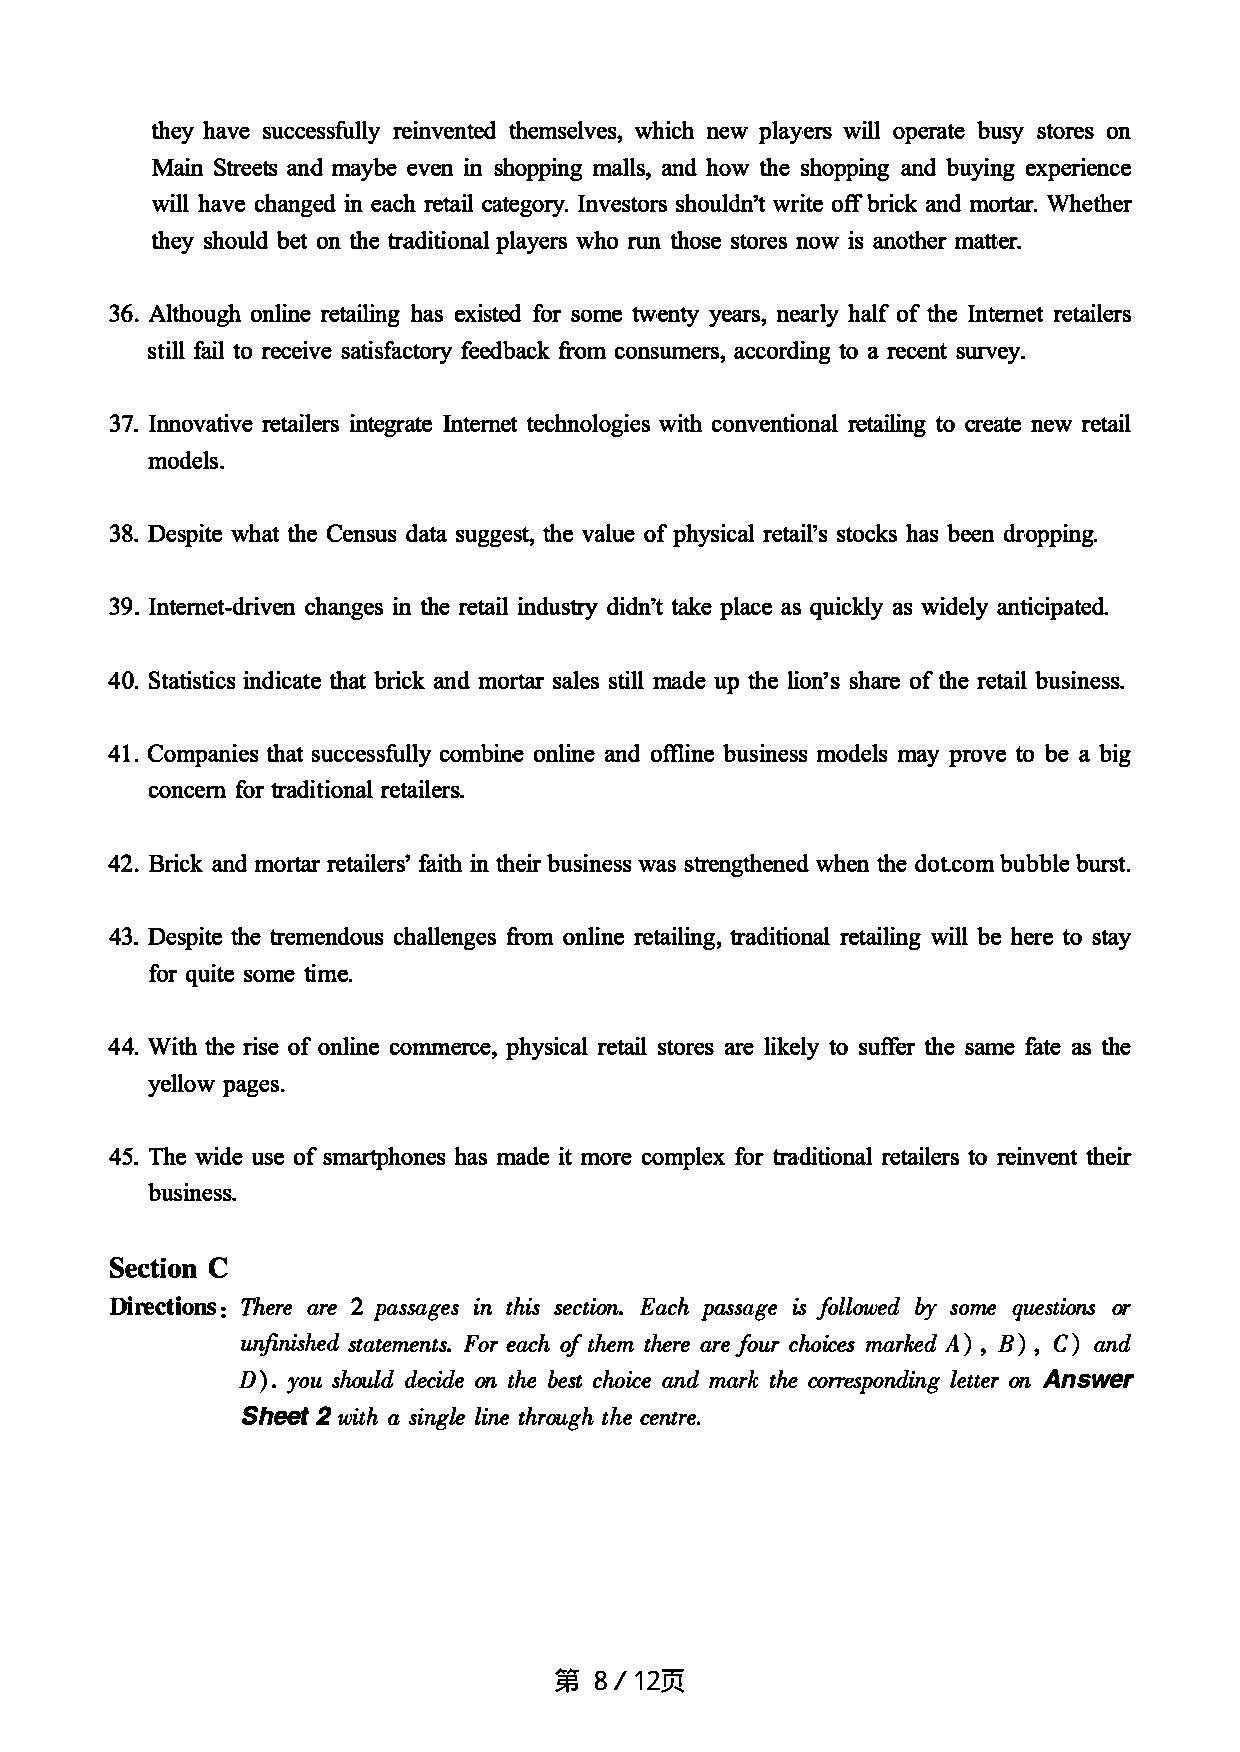 they have successfully reinvented themselves, which new players will operate busy stores on
Main Streets and maybe even in shopping malls, and how the shopping and buying experience
will have changed in each retail category. Investors shouldn't write off brick and mortar. Whether
they should bet on the traditional players who run those stores now is another matter.
36. Although online retailing has existed for some twenty years, nearly half of the Internet retailers
still fail to receive satisfactory feedback from consumers, according to a recent survey.
37. Innovative retailers integrate Internet technologies with conventional retailing to create new retail
models.
38. Despite what the Census data suggest, the value of physical retail's stocks has been dropping.
39. Internet-driven changes in the retail industry didn't take place as quickly as widely anticipated.
40. Statistics indicate that brick and mortar sales still made up the lion's share of the retail business.
41. Companies that successfully combine online and offline business models may prove to be a big
concern for traditional retailers.
42. Brick and mortar retailers' faith in their business was strengthened when the dot.com bubble burst.
43. Despite the tremendous challenges from online retailing, traditional retailing will be here to stay
for quite some time.
44. With the rise of online commerce, physical retail stores are likely to suffer the same fate as the
yellow pages.
45. The wide use of smartphones has made it more complex for traditional retailers to reinvent their
business.
Section C
Directions: There are 2 passages in this section. Each passage is followed by some questions or
unfinished statements. For each of them there are four choices marked A), B), C) and
D). you should decide on the best choice and mark the corresponding letter on Answer
Sheet 2 with a single line through the centre.
第 8 / 12页